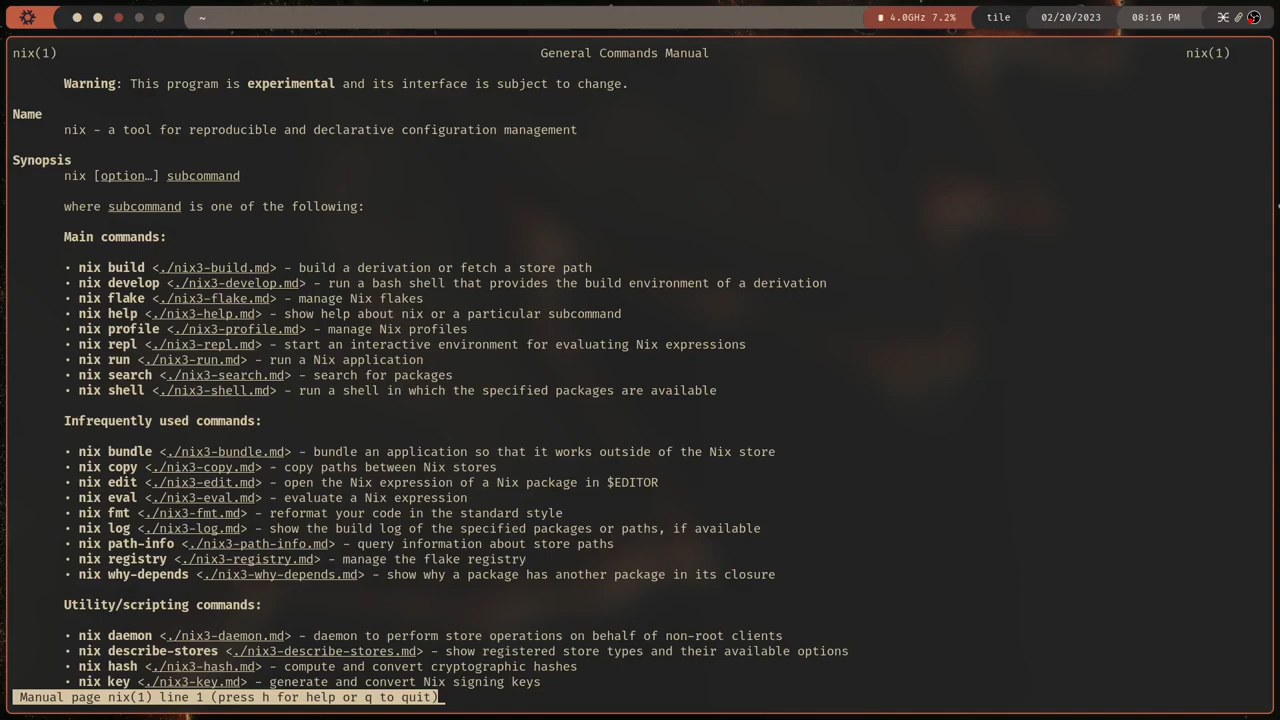 ~ 4.0GHz 7.2% tile 02/20/2023 08:16 PM
nix(1) General Commands Manual nix(1)
Warning: This program is experimental and its interface is subject to change.
Name
nix - a tool for reproducible and declarative configuration management
Synopsis
nix [option…] subcommand
where subcommand is one of the following:
Main commands:
• nix build <./nix3-build.md> – build a derivation or fetch a store path
• nix develop <./nix3-develop.md> – run a bash shell that provides the build environment of a derivation
• nix flake <./nix3-flake.md> – manage Nix flakes
• nix help <./nix3-help.md> – show help about nix or a particular subcommand
• nix profile <./nix3-profile.md> – manage Nix profiles
• nix repl <./nix3-repl.md> – start an interactive environment for evaluating Nix expressions
• nix run <./nix3-run.md> – run a Nix application
• nix search <./nix3-search.md> – search for packages
• nix shell <./nix3-shell.md> – run a shell in which the specified packages are available
Infrequently used commands:
• nix bundle <./nix3-bundle.md> – bundle an application so that it works outside of the Nix store
• nix copy <./nix3-copy.md> – copy paths between Nix stores
• nix edit <./nix3-edit.md> – open the Nix expression of a Nix package in $EDITOR
• nix eval <./nix3-eval.md> – evaluate a Nix expression
• nix fmt <./nix3-fmt.md> – reformat your code in the standard style
• nix log <./nix3-log.md> – show the build log of the specified packages or paths, if available
• nix path-info <./nix3-path-info.md> – query information about store paths
• nix registry <./nix3-registry.md> – manage the flake registry
• nix why-depends <./nix3-why-depends.md> – show why a package has another package in its closure
Utility/scripting commands:
• nix daemon <./nix3-daemon.md> – daemon to perform store operations on behalf of non-root clients
• nix describe-stores <./nix3-describe-stores.md> – show registered store types and their available options
• nix hash <./nix3-hash.md> – compute and convert cryptographic hashes
• nix key <./nix3-key.md> – generate and convert Nix signing keys
Manual page nix(1) line 1 (press h for help or q to quit)